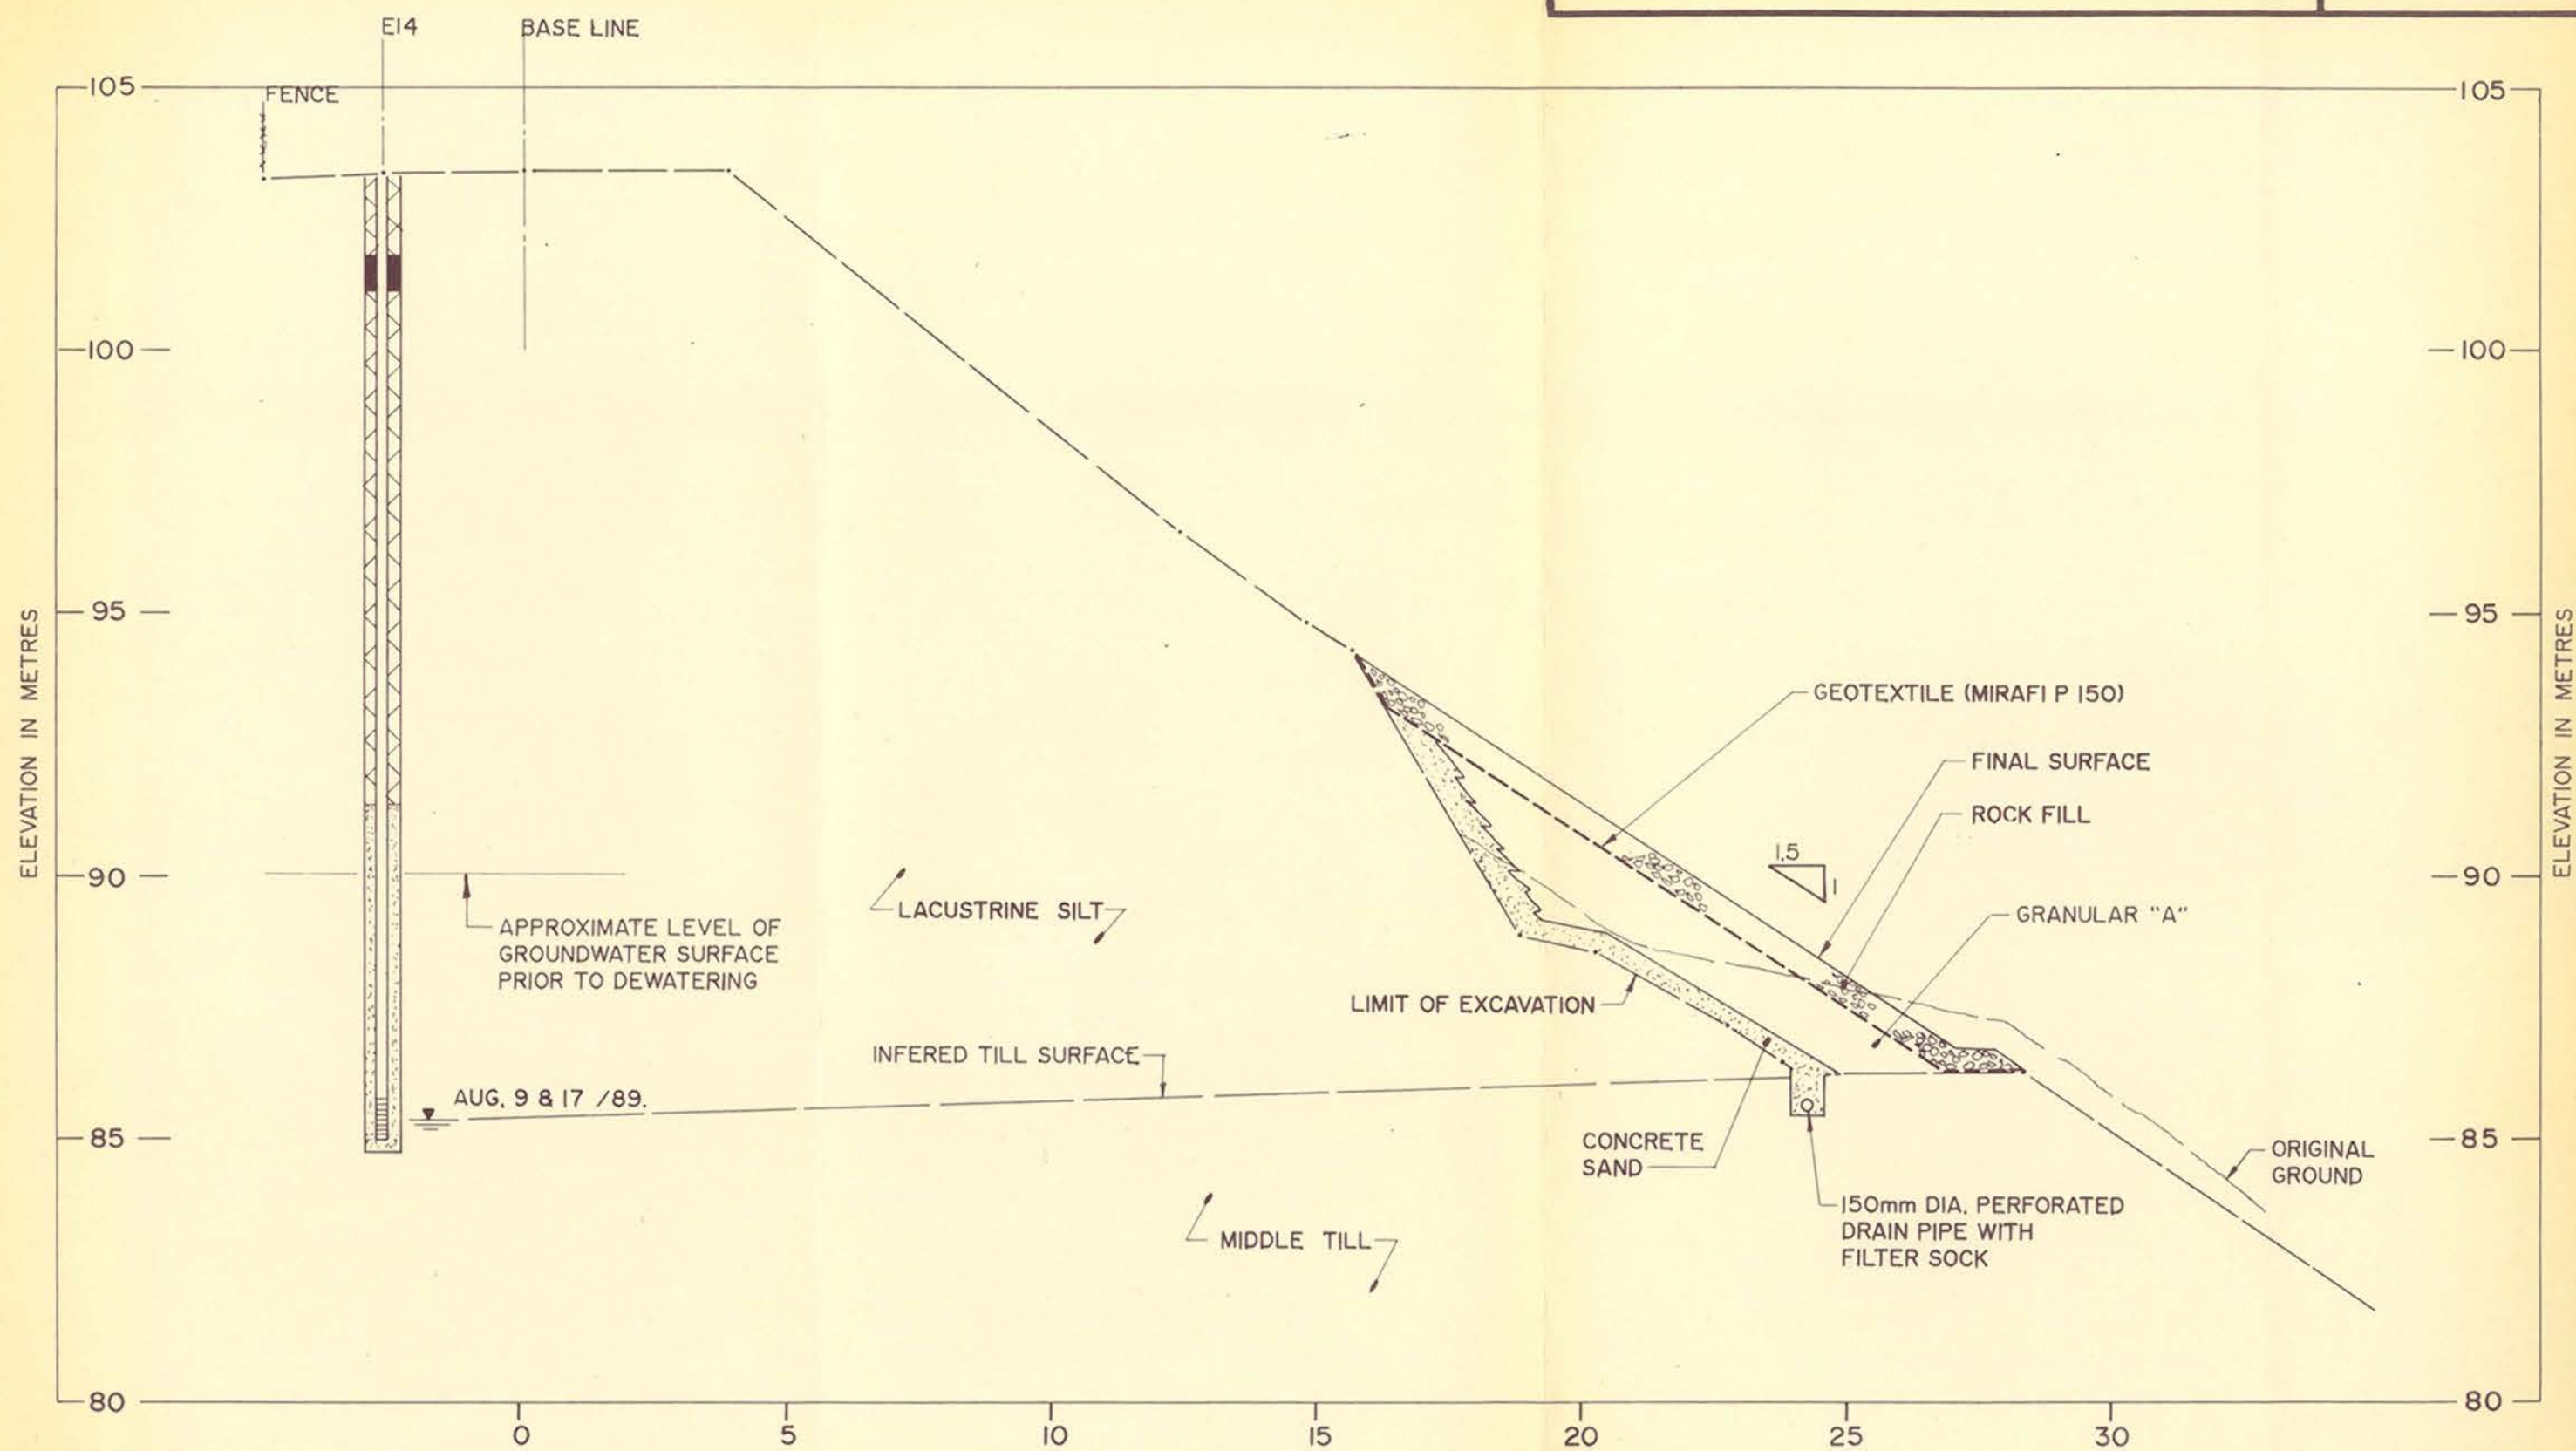 E14
BASE LINE
105
105
FENCE
100
100
95
95
ELEVATION IN METRES
ELEVATION IN METRES
GEOTEXTILE (MIRAFI P 150)
FINAL SURFACE
ROCK FILL
1.5
1
90
90
LACUSTRINE SILT
GRANULAR "A"
APPROXIMATE LEVEL OF
GROUNDWATER SURFACE
PRIOR TO DEWATERING
LIMIT OF EXCAVATION
INFERED TILL SURFACE
AUG. 9 & 17 /89.
85
85
CONCRETE
SAND
ORIGINAL
GROUND
150mm DIA. PERFORATED
DRAIN PIPE WITH
FILTER SOCK
MIDDLE TILL
80
80
0
5
10
15
20
25
30